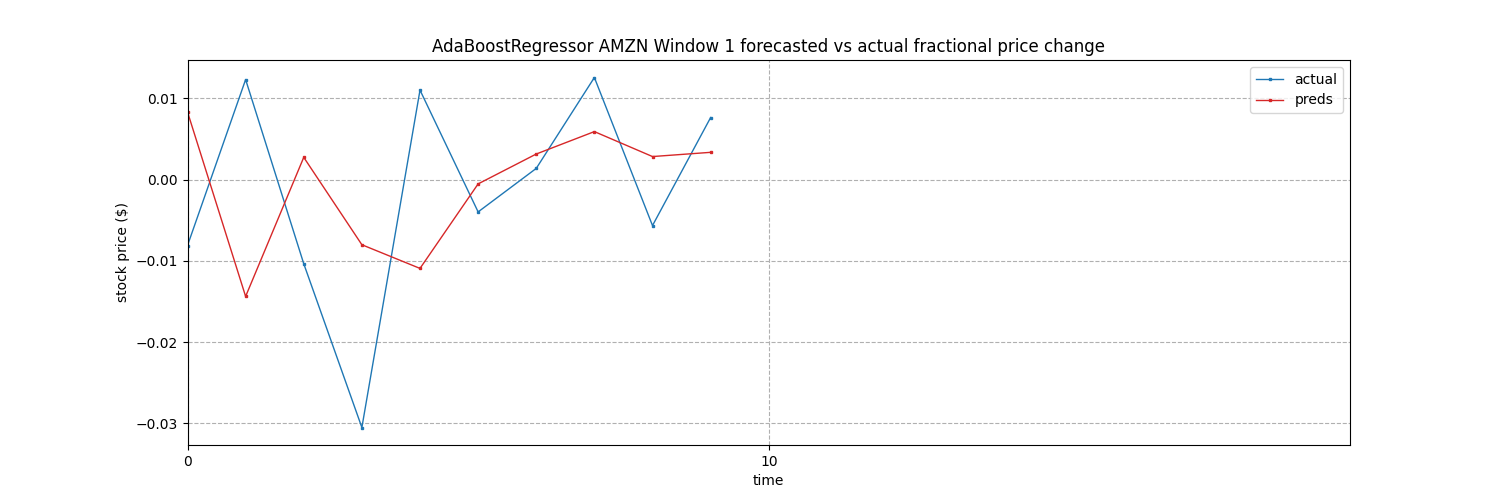 AdaBoostRegressor AMZN Window 1 forecasted vs actual fractional price change
actual
preds
0.01
0.00
−0.01
−0.02
−0.03
stock price ($)
0
10
time